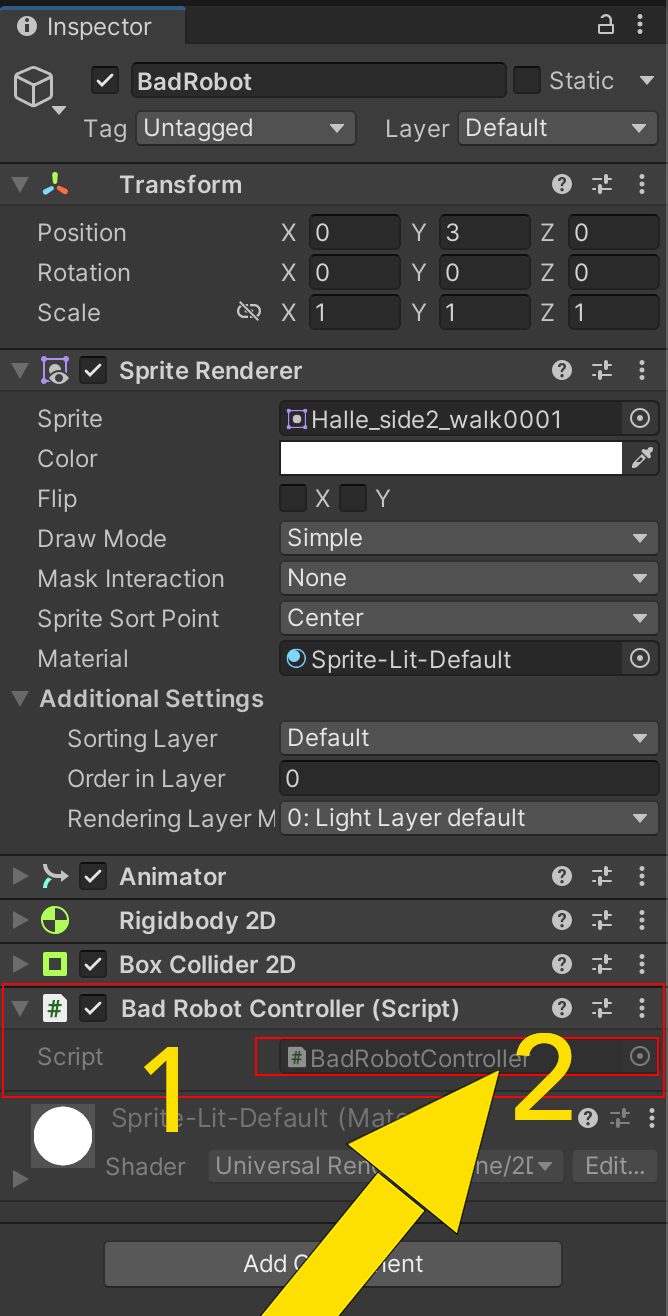 Inspector
BadRobot Static
Tag Untagged Layer Default
Transform
Position X 0 Y 3 Z 0
Rotation X 0 Y 0 Z 0
Scale X 1 Y 1 Z 1
Sprite Renderer
Sprite Halle_side2_walk0001
Color
Flip X Y
Draw Mode Simple
Mask Interaction None
Sprite Sort Point Center
Material Sprite-Lit-Default
Additional Settings
Sorting Layer Default
Order in Layer 0
Rendering Layer M 0: Light Layer default
Animator
Rigidbody 2D
Box Collider 2D
# Bad Robot Controller (Script)
Script 1 # BadRobotController 2
Sprite-Lit-Default (Mate
Shader Universal Ren ne/2D Edit...
Add C ent